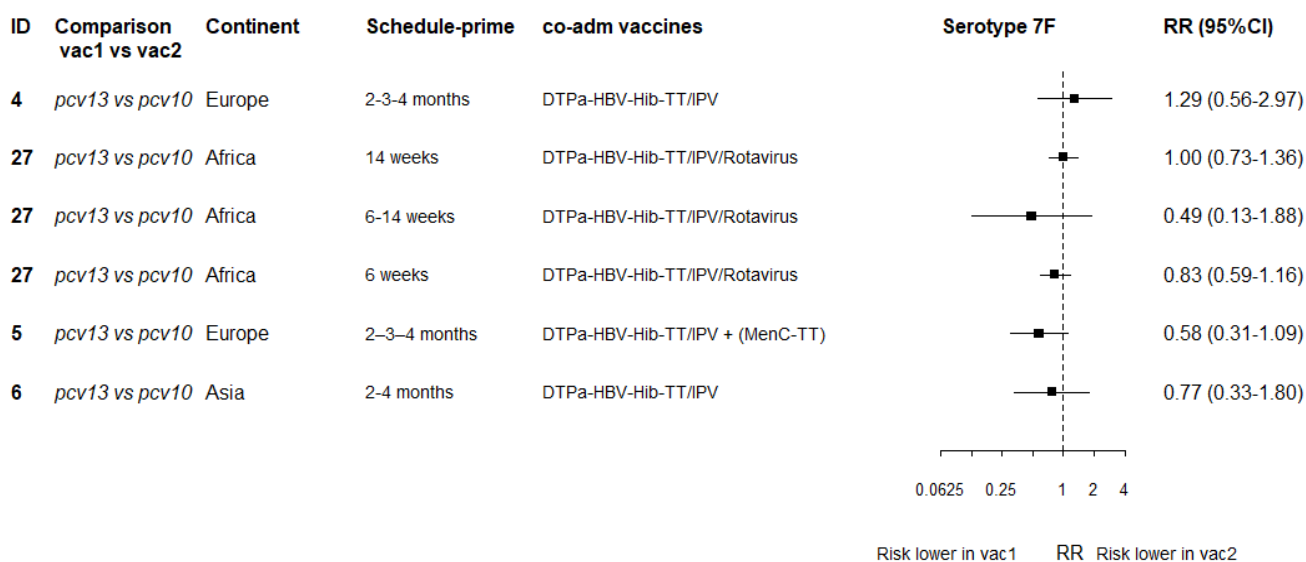 ID Comparison Continent Schedule-prime co-adm vaccines Serotype 7F RR (95%CI)
vac1 vs vac2
4 pcv13 vs pcv10 Europe 2-3-4 months DTPa-HBV-Hib-TT/IPV 1.29 (0.56-2.97)
27 pcv13 vs pcv10 Africa 14 weeks DTPa-HBV-Hib-TT/IPV/Rotavirus 1.00 (0.73-1.36)
27 pcv13 vs pcv10 Africa 6-14 weeks DTPa-HBV-Hib-TT/IPV/Rotavirus 0.49 (0.13-1.88)
27 pcv13 vs pcv10 Africa 6 weeks DTPa-HBV-Hib-TT/IPV/Rotavirus 0.83 (0.59-1.16)
5 pcv13 vs pcv10 Europe 2–3–4 months DTPa-HBV-Hib-TT/IPV + (MenC-TT) 0.58 (0.31-1.09)
6 pcv13 vs pcv10 Asia 2-4 months DTPa-HBV-Hib-TT/IPV 0.77 (0.33-1.80)
0.0625 0.25 1 2 4
Risk lower in vac1 RR Risk lower in vac2